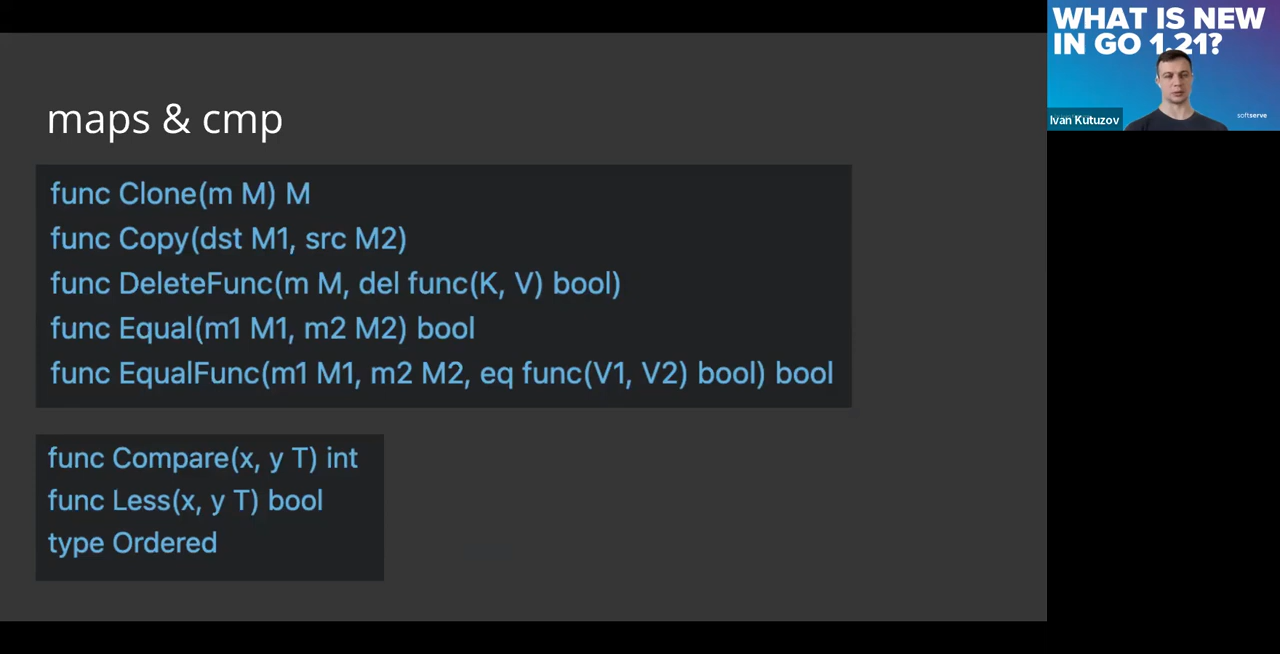 maps & cmp
func Clone(m M) M
func Copy(dst M1, src M2)
func DeleteFunc(m M, del func(K, V) bool)
func Equal(m1 M1, m2 M2) bool
func EqualFunc(m1 M1, m2 M2, eq func(V1, V2) bool) bool
func Compare(x, y T) int
func Less(x, y T) bool
type Ordered
WHAT IS NEW
IN GO 1.21?
Ivan Kutuzov
softserve